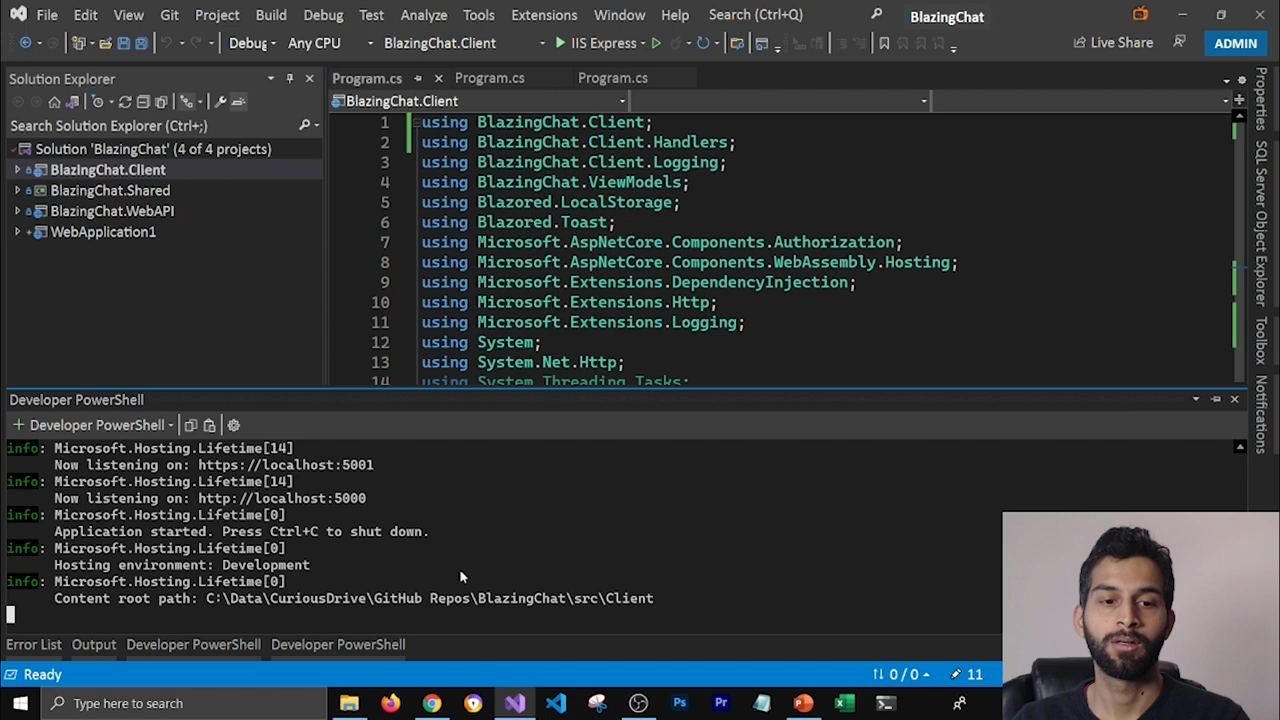 File Edit View Git Project Build Debug Test Analyze Tools Extensions Window Help Search (Ctrl+Q) BlazingChat
Debug Any CPU BlazingChat.Client IIS Express Live Share ADMIN
Solution Explorer
Search Solution Explorer (Ctrl+;)
Solution 'BlazingChat' (4 of 4 projects)
BlazingChat.Client
BlazingChat.Shared
BlazingChat.WebAPI
WebApplication1
Program.cs Program.cs Program.cs
BlazingChat.Client
1 using BlazingChat.Client;
2 using BlazingChat.Client.Handlers;
3 using BlazingChat.Client.Logging;
4 using BlazingChat.ViewModels;
5 using Blazored.LocalStorage;
6 using Blazored.Toast;
7 using Microsoft.AspNetCore.Components.Authorization;
8 using Microsoft.AspNetCore.Components.WebAssembly.Hosting;
9 using Microsoft.Extensions.DependencyInjection;
10 using Microsoft.Extensions.Http;
11 using Microsoft.Extensions.Logging;
12 using System;
13 using System.Net.Http;
14 using System.Threading.Tasks;
Properties
SQL Server Object Explorer
Toolbox
Notifications
Developer PowerShell
+ Developer PowerShell
info: Microsoft.Hosting.Lifetime[14]
Now listening on: https://localhost:5001
info: Microsoft.Hosting.Lifetime[14]
Now listening on: http://localhost:5000
info: Microsoft.Hosting.Lifetime[0]
Application started. Press Ctrl+C to shut down.
info: Microsoft.Hosting.Lifetime[0]
Hosting environment: Development
info: Microsoft.Hosting.Lifetime[0]
Content root path: C:\Data\CuriousDrive\GitHub Repos\BlazingChat\src\Client
Error List Output Developer PowerShell Developer PowerShell
Ready 0 / 0 11
Type here to search Ps Pr